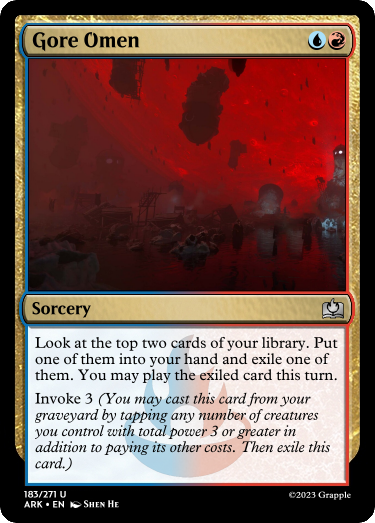 Gore Omen
Sorcery
Look at the top two cards of your library. Put
one of them into your hand and exile one of
them. You may play the exiled card this turn.
Invoke 3 (You may cast this card from your
graveyard by tapping any number of creatures
you control with total power 3 or greater in
addition to paying its other costs. Then exile this
card.)
183/271 U
ARK • EN Shen He
©2023 Grapple